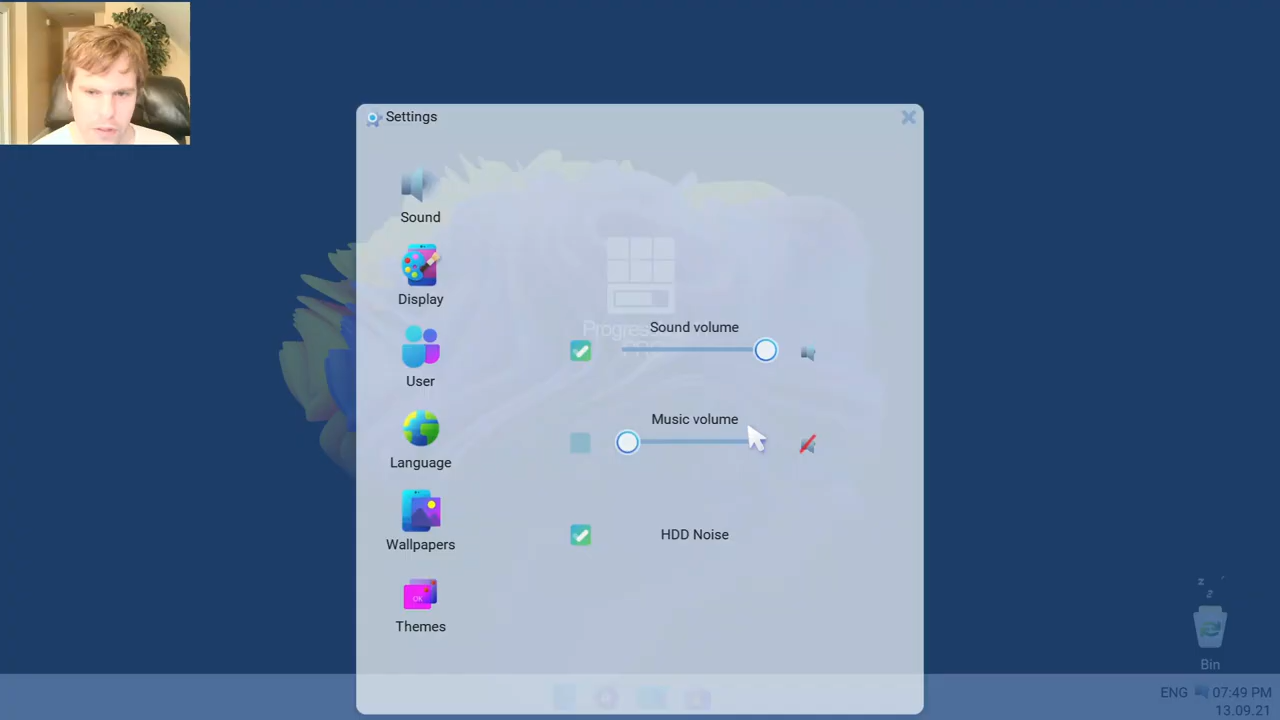 Settings
Sound
Display
User
Language
Wallpapers
Themes
Sound volume
Music volume
HDD Noise
Bin
ENG 07:49 PM
13.09.21